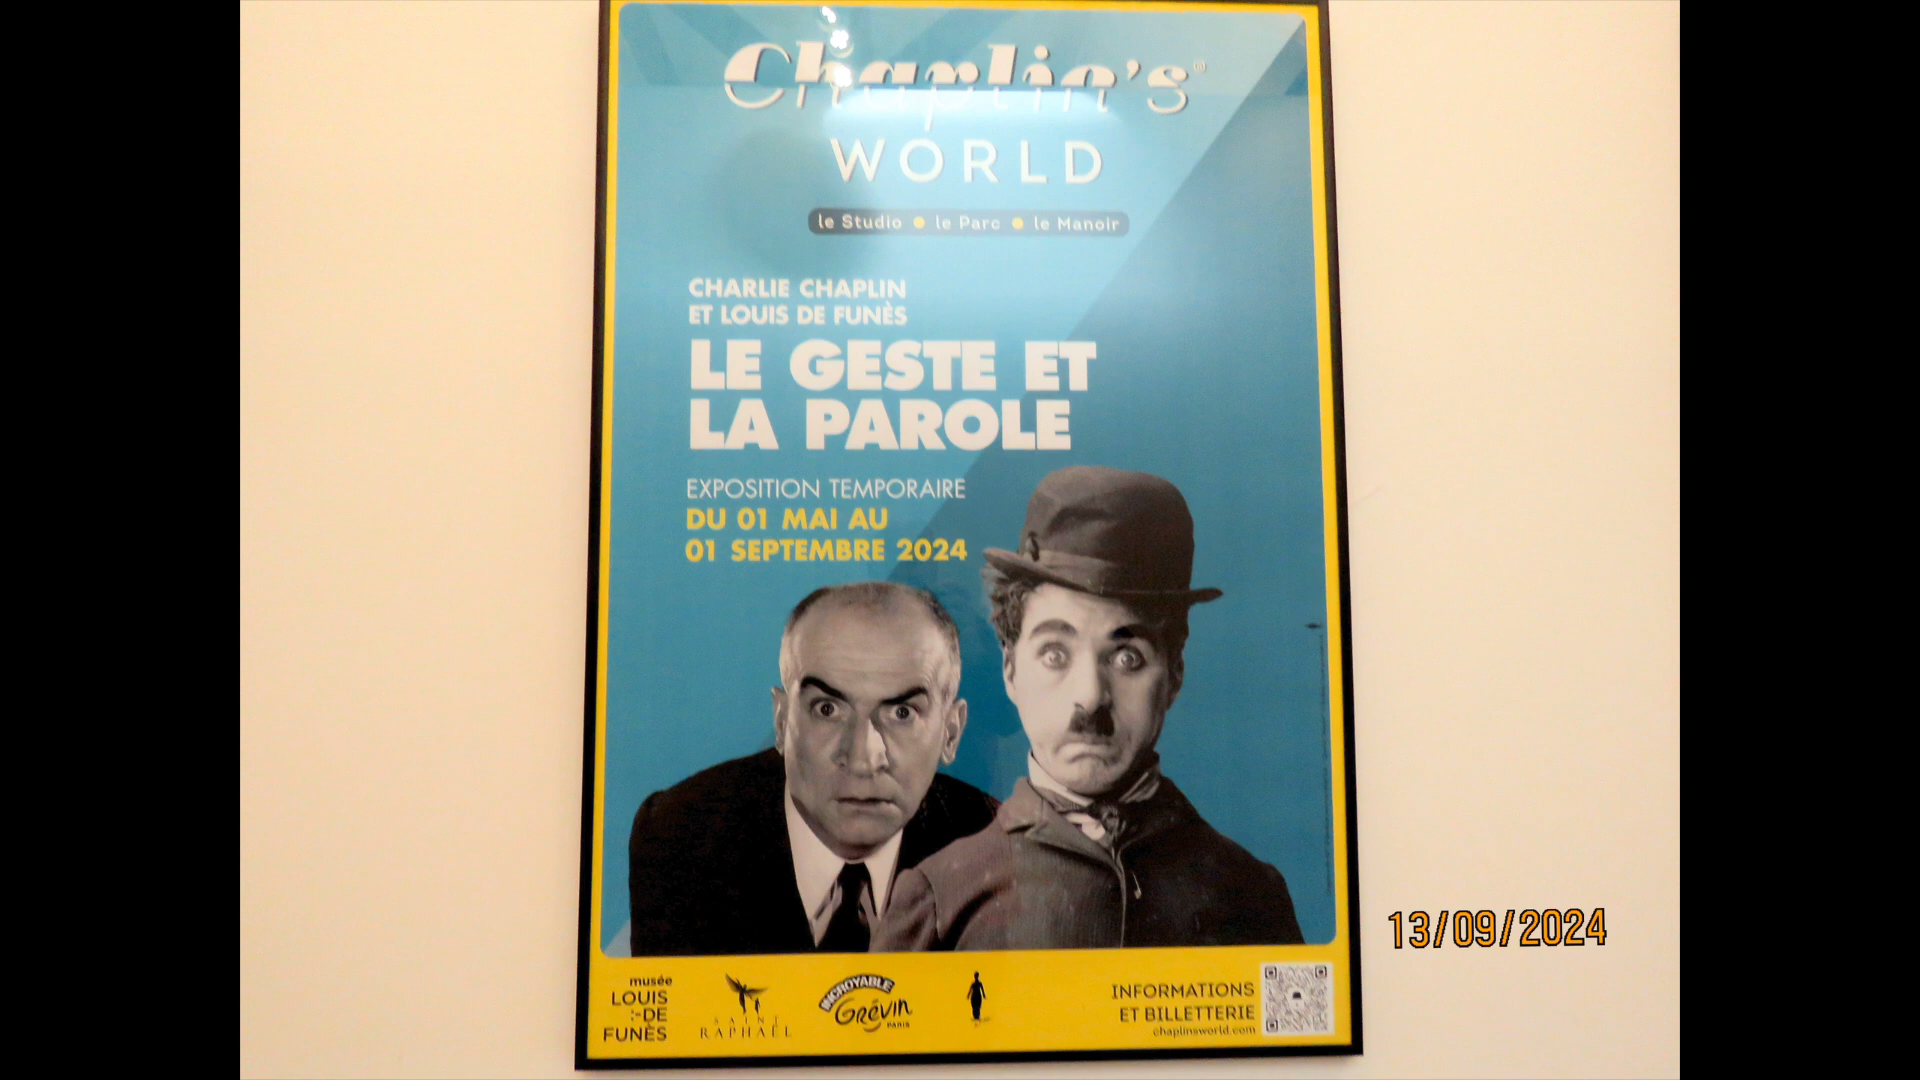 Chaplin's®
WORLD
le Studio • le Parc • le Manoir
CHARLIE CHAPLIN
ET LOUIS DE FUNÈS
LE GESTE ET
LA PAROLE
EXPOSITION TEMPORAIRE
DU 01 MAI AU
01 SEPTEMBRE 2024
musée
LOUIS
:-DE
FUNÈS
SAINT
RAPHAËL
INCROYABLE
GRÉVIN
PARIS
INFORMATIONS
ET BILLETTERIE
chaplinsworld.com
13/09/2024